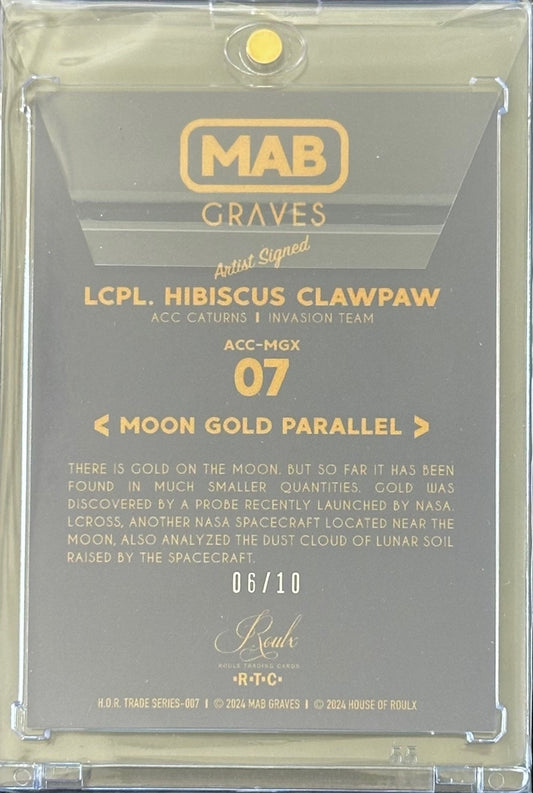 MAB
GRAVES
Artist Signed
LCPL. HIBISCUS CLAWPAW
ACC CATURNS | INVASION TEAM
ACC-MGX
07
< MOON GOLD PARALLEL >
THERE IS GOLD ON THE MOON. BUT SO FAR IT HAS BEEN
FOUND IN MUCH SMALLER QUANTITIES. GOLD WAS
DISCOVERED BY A PROBE RECENTLY LAUNCHED BY NASA.
LCROSS, ANOTHER NASA SPACECRAFT LOCATED NEAR THE
MOON, ALSO ANALYZED THE DUST CLOUD OF LUNAR SOIL
RAISED BY THE SPACECRAFT.
06/10
Roulx
ROULX TRADING CARDS
·R·T·C·
H.O.R. TRADE SERIES-007 | © 2024 MAB GRAVES | © 2024 HOUSE OF ROULX
55